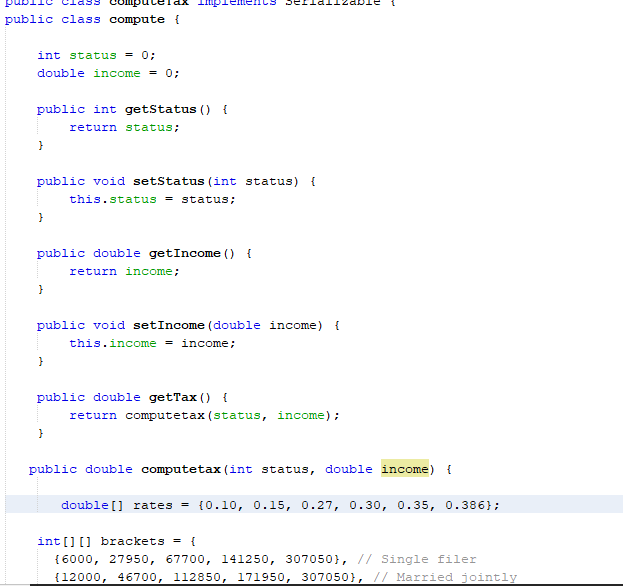 public class computeTax implements Serializable {
public class compute {
int status = 0;
double income = 0;
public int getStatus() {
return status;
}
public void setStatus(int status) {
this.status = status;
}
public double getIncome() {
return income;
}
public void setIncome(double income) {
this.income = income;
}
public double getTax() {
return computetax(status, income);
}
public double computetax(int status, double income) {
double[] rates = {0.10, 0.15, 0.27, 0.30, 0.35, 0.386};
int[][] brackets = {
{6000, 27950, 67700, 141250, 307050}, // Single filer
{12000, 46700, 112850, 171950, 307050}, // Married jointly